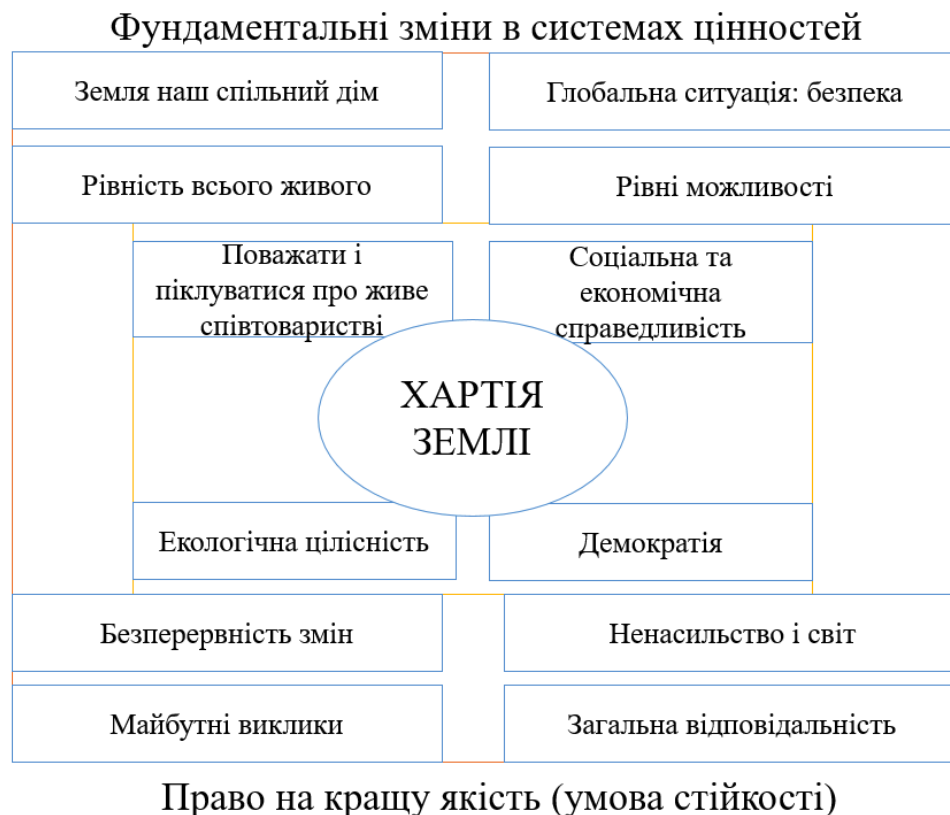 Фундаментальні зміни в системах цінностей
Земля наш спільний дім
Глобальна ситуація: безпека
Рівність всього живого
Рівні можливості
Поважати і
піклуватися про живе
співтоваристві
Соціальна та
економічна
справедливість
ХАРТІЯ
ЗЕМЛІ
Екологічна цілісність
Демократія
Безперервність змін
Ненасильство і світ
Майбутні виклики
Загальна відповідальність
Право на кращу якість (умова стійкості)